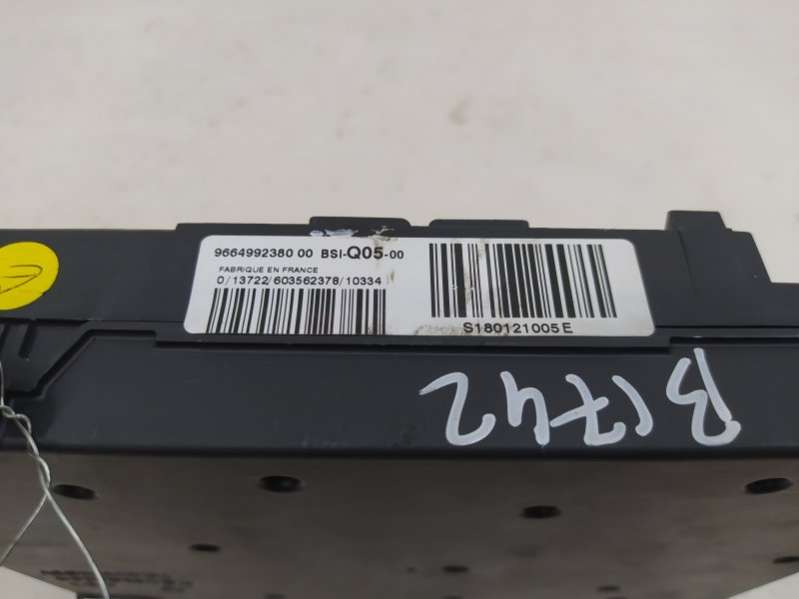 9664992380 00 BSI-Q05-00
FABRIQUE EN FRANCE
0/13722/603562378/10334
S180121005E
B1742